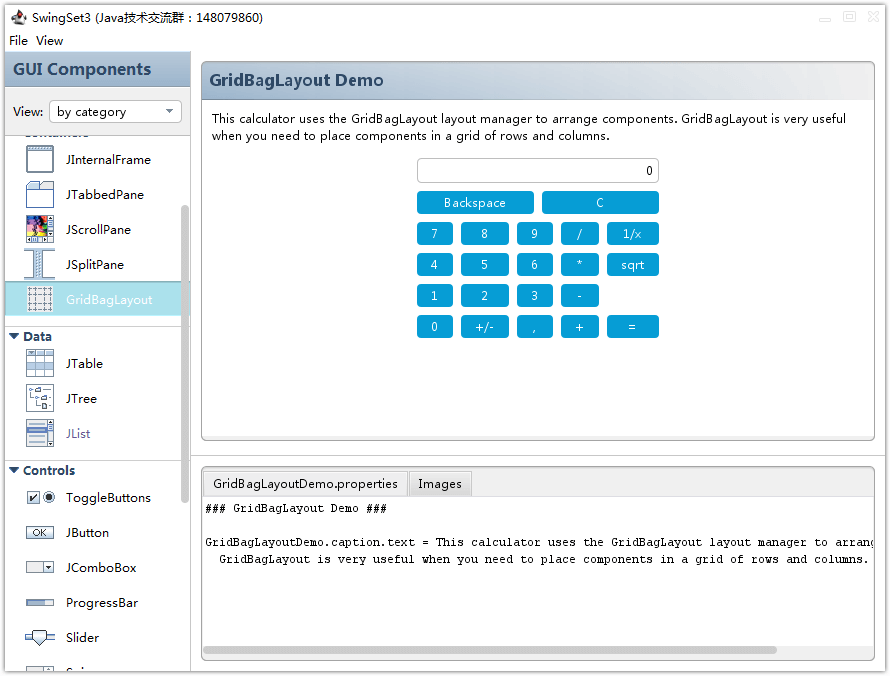 SwingSet3 (Java技术交流群：148079860)
File View
GUI Components
View: by category
Containers
JInternalFrame
JTabbedPane
JScrollPane
JSplitPane
GridBagLayout
Data
JTable
JTree
JList
Controls
ToggleButtons
OK JButton
JComboBox
ProgressBar
Slider
GridBagLayout Demo
This calculator uses the GridBagLayout layout manager to arrange components. GridBagLayout is very useful
when you need to place components in a grid of rows and columns.
0
Backspace C
7 8 9 / 1/x
4 5 6 * sqrt
1 2 3 -
0 +/- , + =
GridBagLayoutDemo.properties Images
### GridBagLayout Demo ###
GridBagLayoutDemo.caption.text = This calculator uses the GridBagLayout layout manager to arrang
GridBagLayout is very useful when you need to place components in a grid of rows and columns.